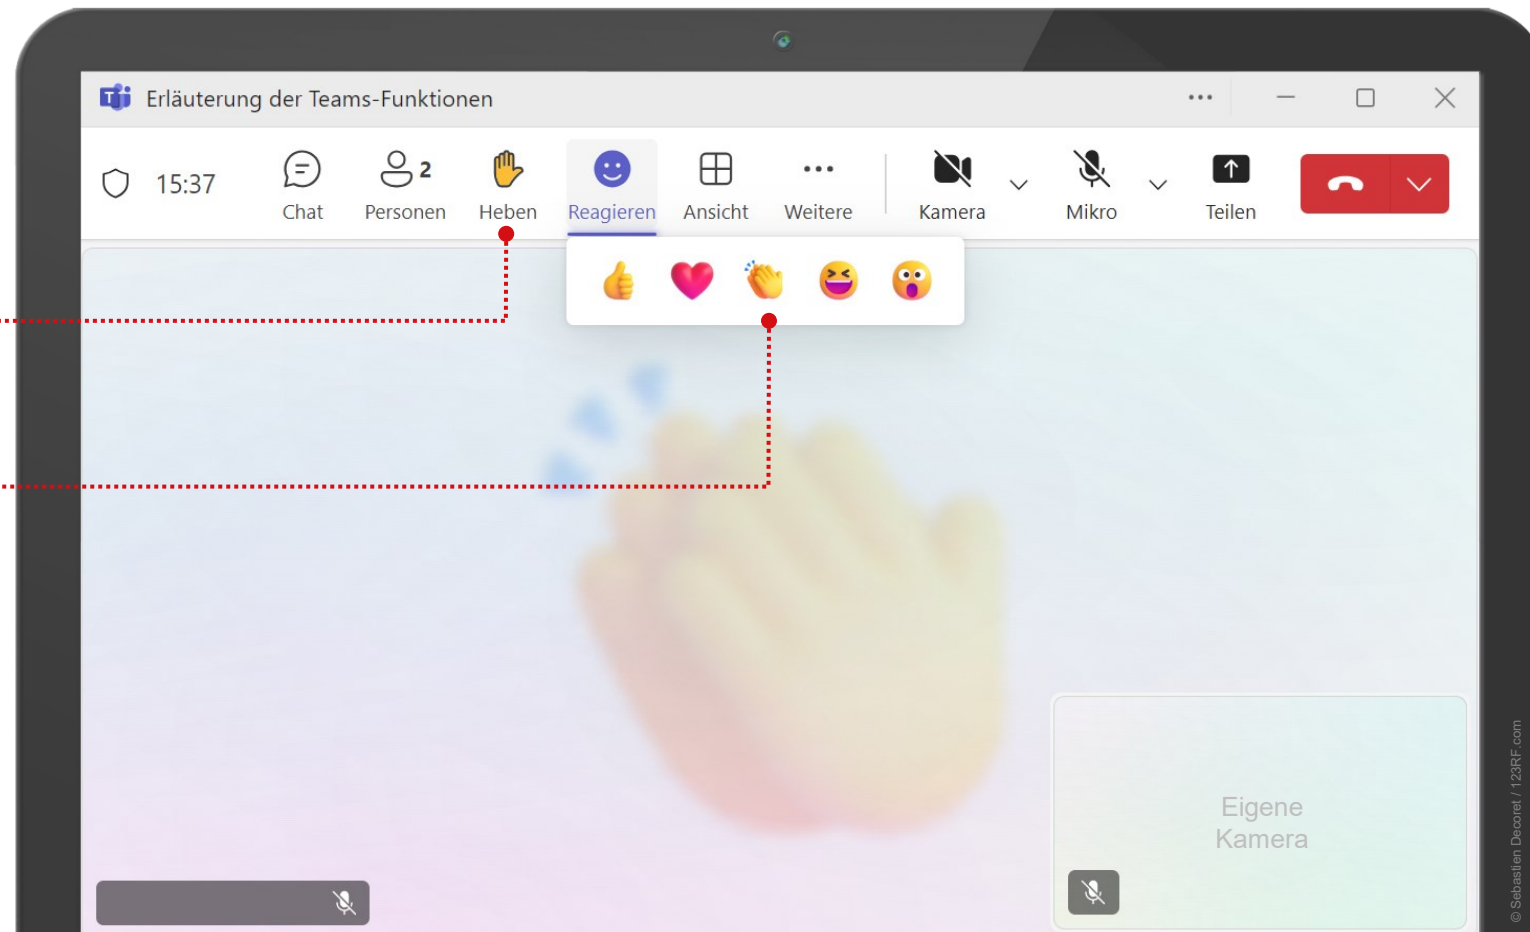 Erläuterung der Teams-Funktionen
15:37
Chat
Personen
2
Heben
Reagieren
Ansicht
Weitere
Kamera
Mikro
Teilen
Eigene
Kamera
© Sebastien Decoret / 123RF.com